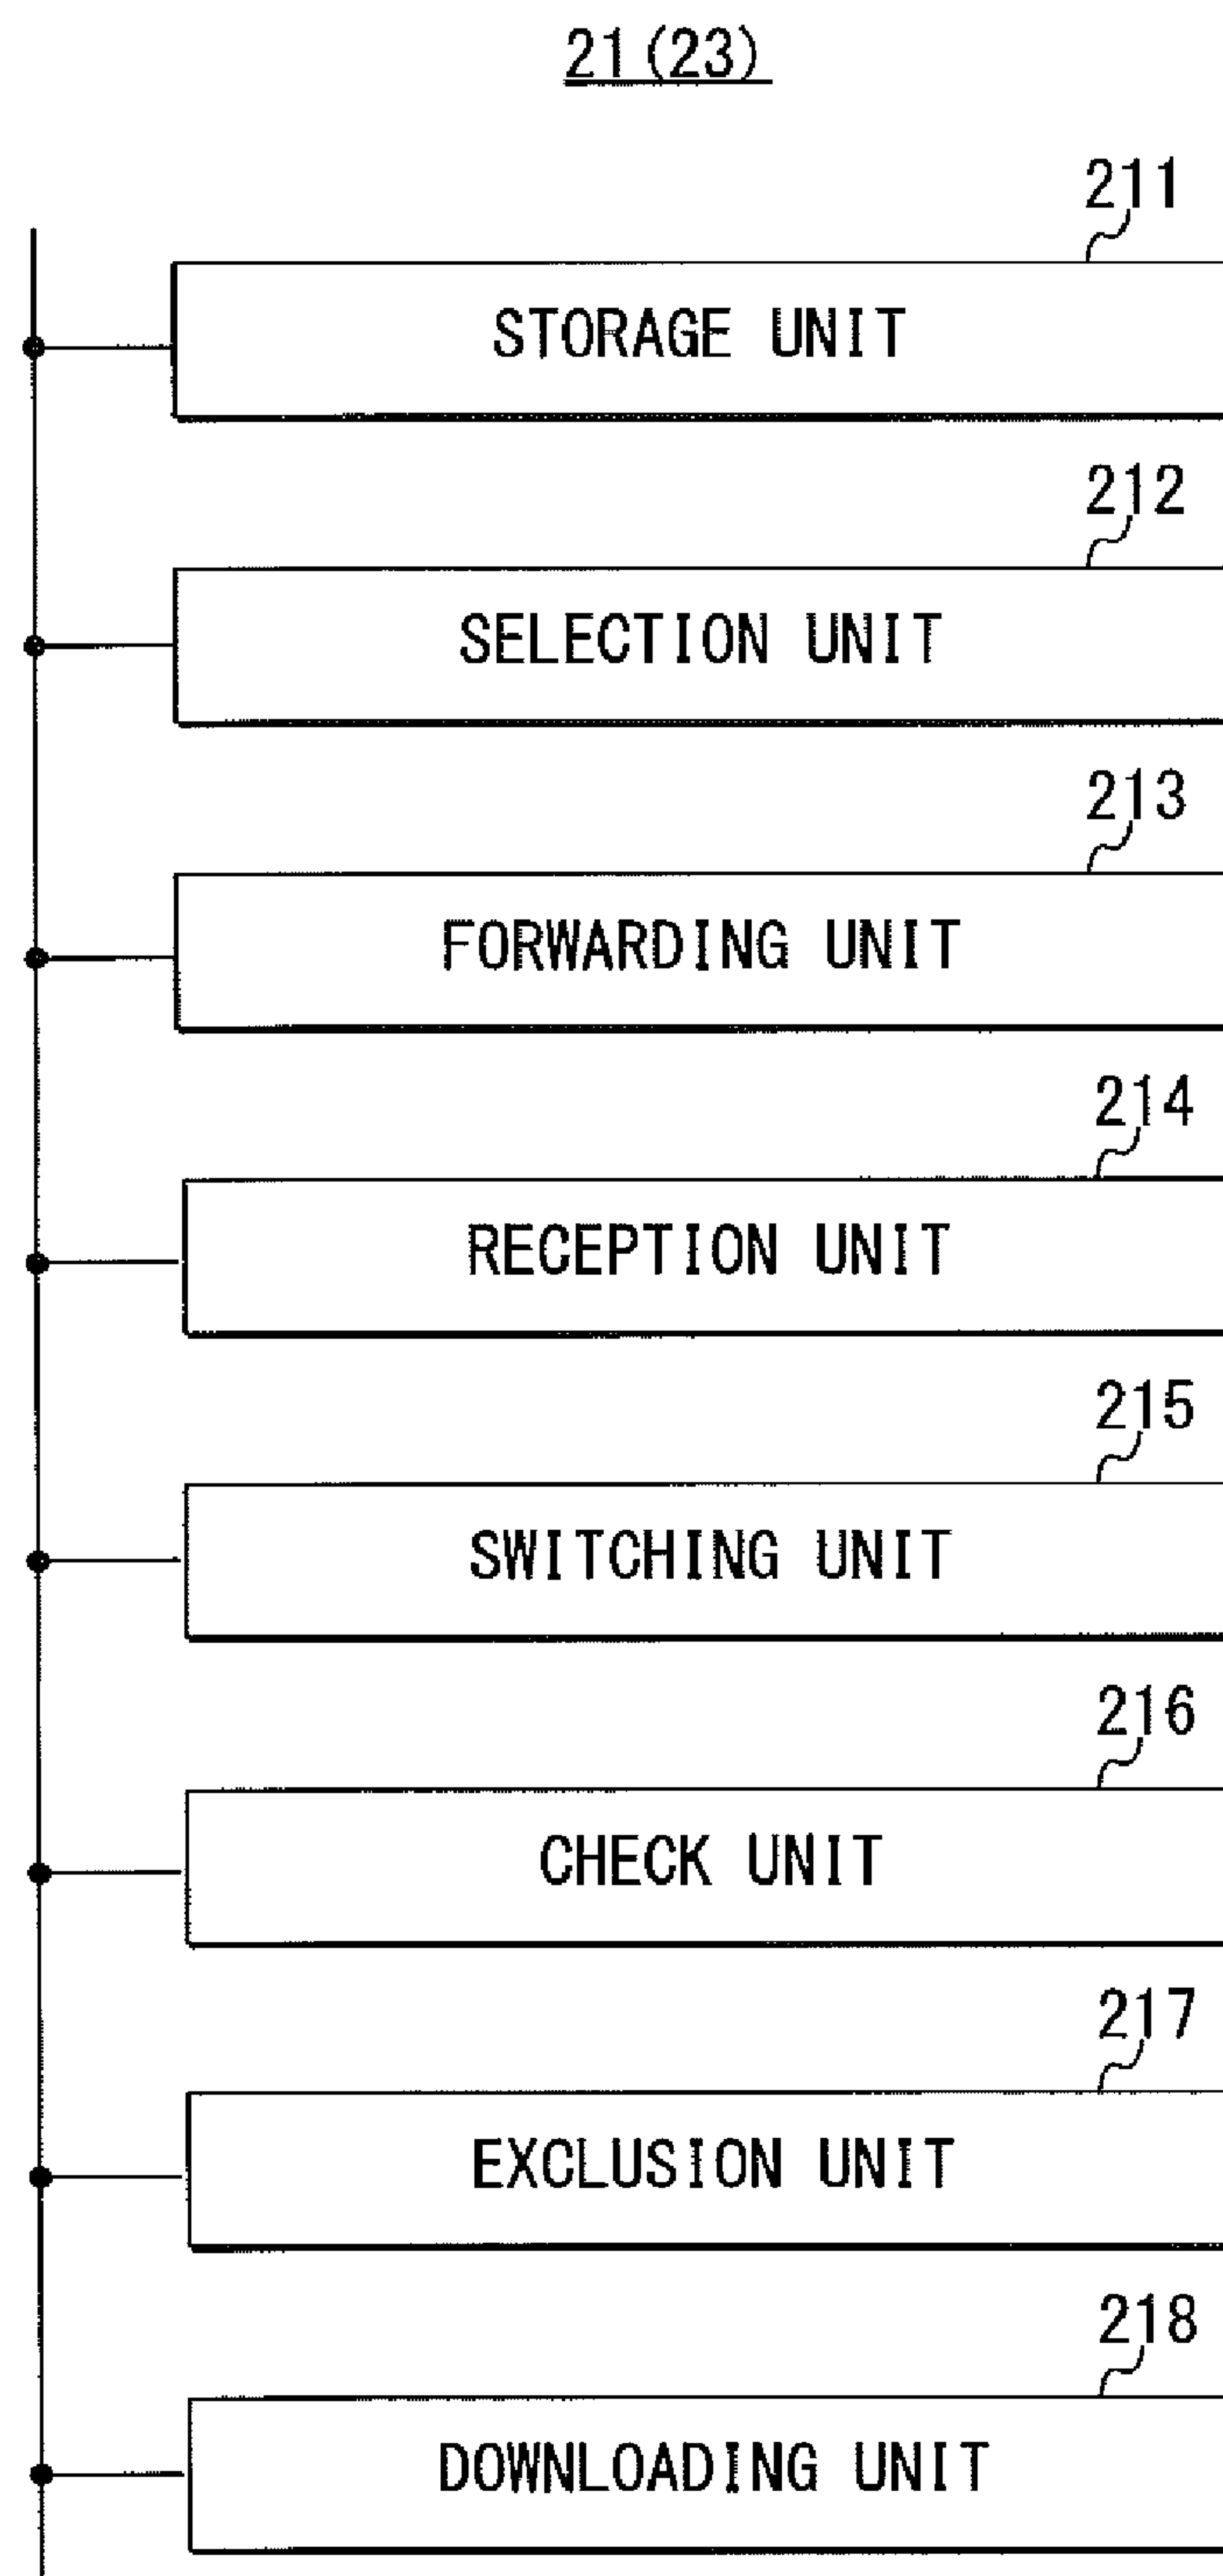 21(23)
211
STORAGE UNIT
212
SELECTION UNIT
213
FORWARDING UNIT
214
RECEPTION UNIT
215
SWITCHING UNIT
216
CHECK UNIT
217
EXCLUSION UNIT
218
DOWNLOADING UNIT